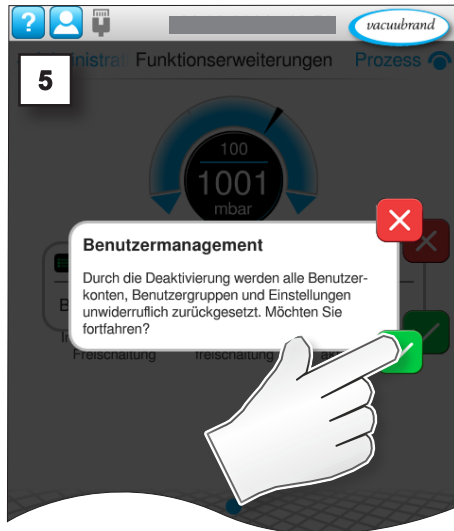 ?
vacuubrand
Funktionserweiterungen Prozess
5
100
1001
mbar
Benutzermanagement
Durch die Deaktivierung werden alle Benutzer-
konten, Benutzergruppen und Einstellungen
unwiderruflich zurückgesetzt. Möchten Sie
fortfahren?
Freischaltung freischaltung